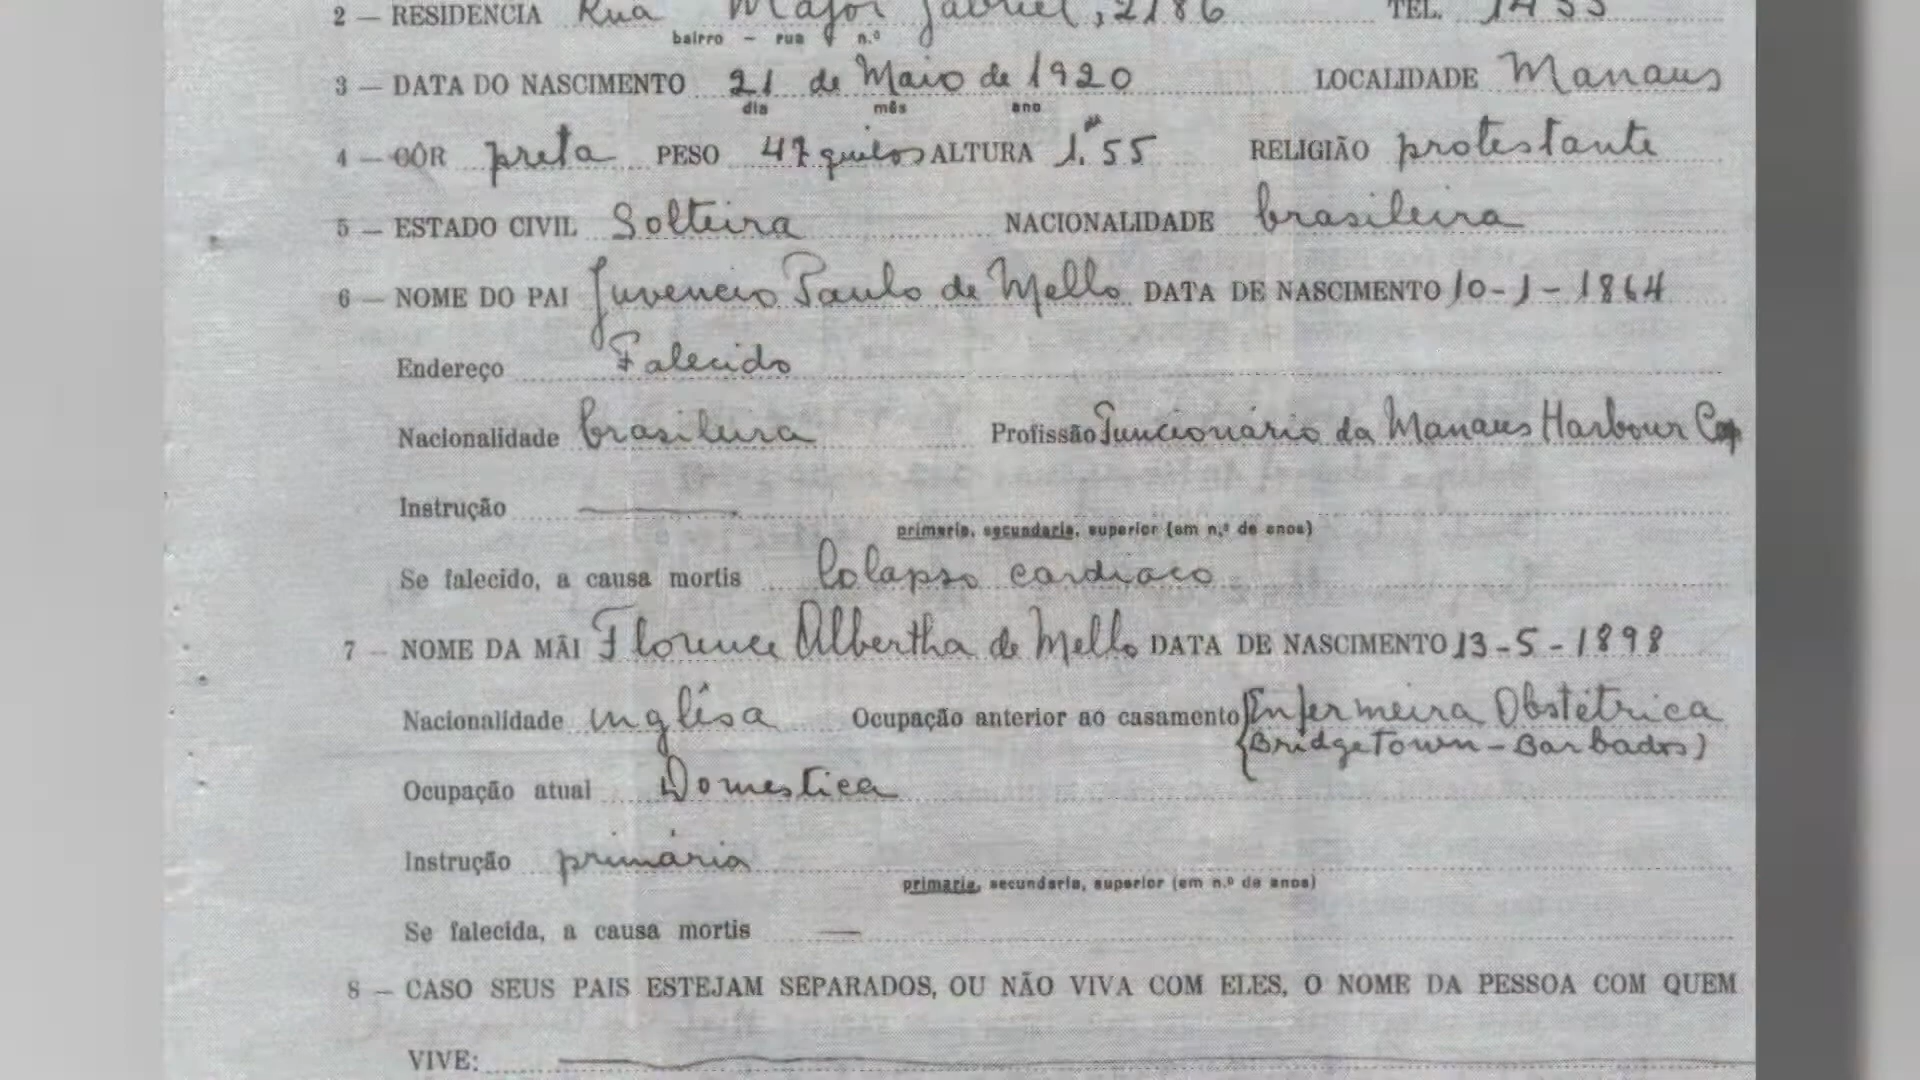 2 — RESIDENCIA Rua Major Gabriel, 2186 TEL. 1455
bairro — rua n.º
3 — DATA DO NASCIMENTO 21 de Maio de 1920 LOCALIDADE Manaus
dia mês ano
4 — CÔR preta PESO 47 quilos ALTURA 1.ᵐ55 RELIGIÃO protestante
5 — ESTADO CIVIL Solteira NACIONALIDADE brasileira
6 — NOME DO PAI Juvencio Paulo de Mello DATA DE NASCIMENTO 10-1-1864
Endereço Falecido
Nacionalidade brasileira Profissão Funcionário da Manaus Harbour
Instrução
primaria, secundaria, superior (em n.º de anos)
Se falecido, a causa mortis Colapso cardiaco
7 — NOME DA MÃI Florence Albertha de Mello DATA DE NASCIMENTO 13-5-1898
Nacionalidade inglêsa Ocupação anterior ao casamento Enfermeira Obstétrica
(BridgeTown - Barbados)
Ocupação atual Domestica
Instrução primária
primaria, secundaria, superior (em n.º de anos)
Se falecida, a causa mortis —
8 — CASO SEUS PAIS ESTEJAM SEPARADOS, OU NÃO VIVA COM ELES, O NOME DA PESSOA COM QUEM
VIVE: